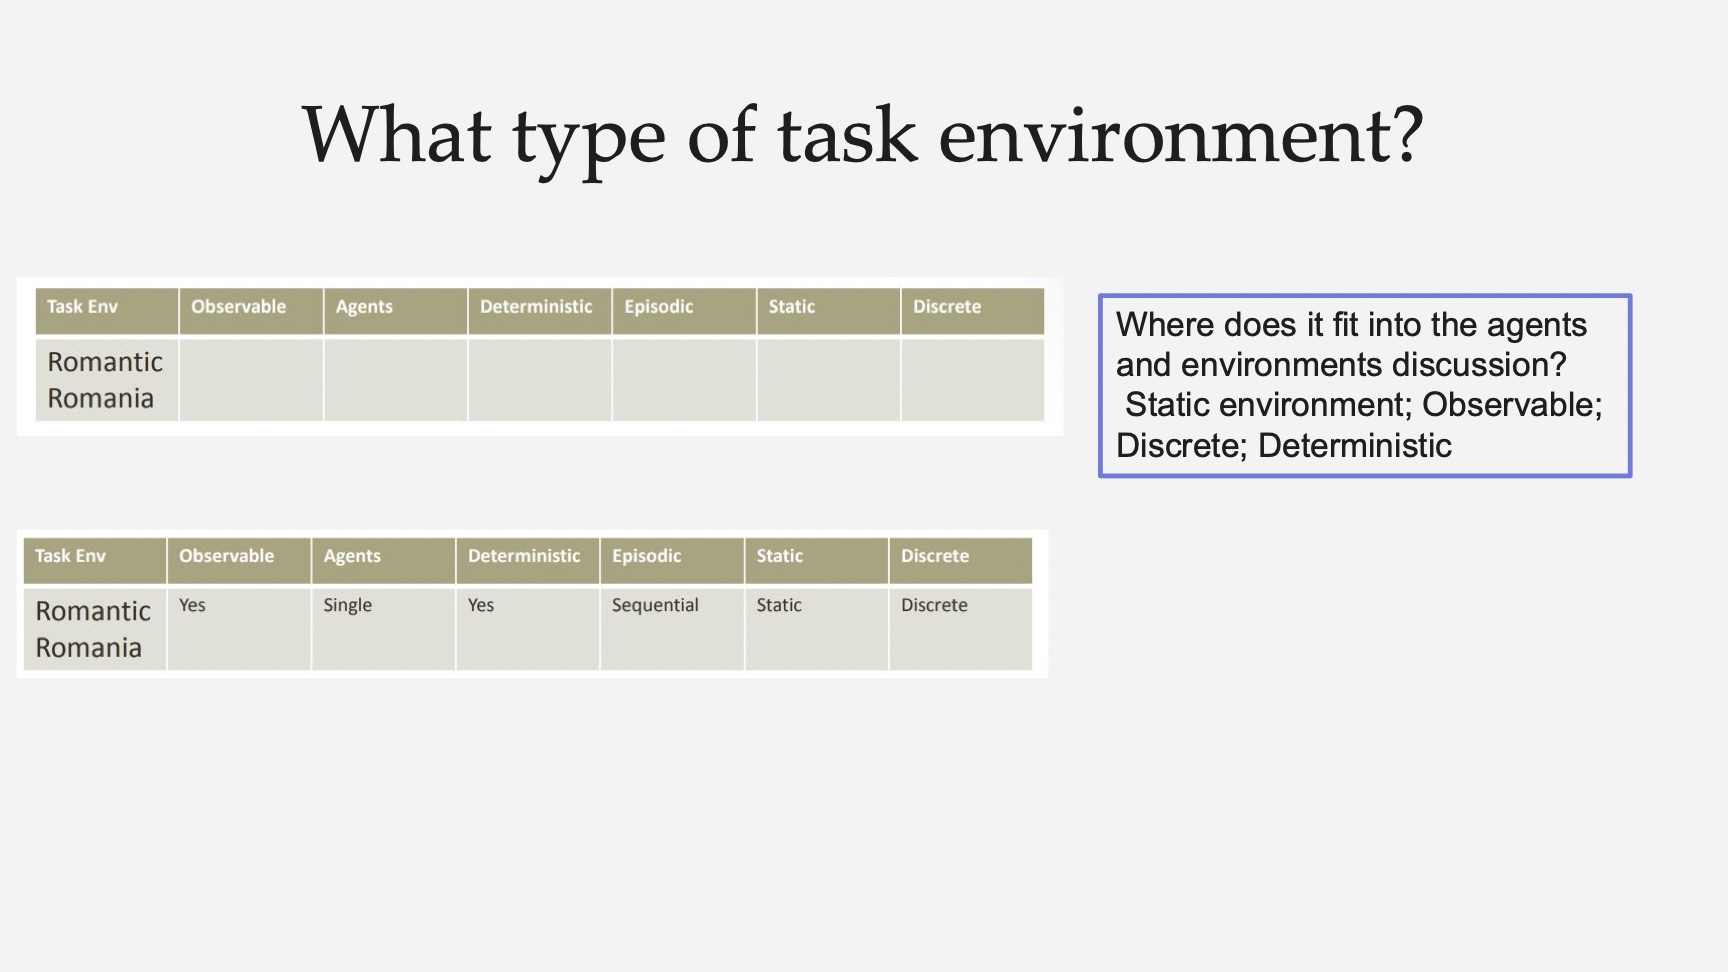 What type of task environment?
Task Env Observable Agents Deterministic Episodic Static Discrete
Romantic
Romania
Where does it fit into the agents
and environments discussion?
Static environment; Observable;
Discrete; Deterministic
Task Env Observable Agents Deterministic Episodic Static Discrete
Romantic Yes Single Yes Sequential Static Discrete
Romania